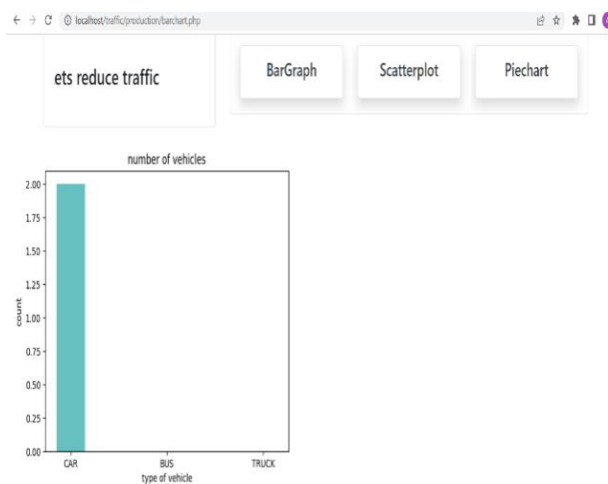 localhost/traffic/production/barchart.php
ets reduce traffic
BarGraph
Scatterplot
Piechart
number of vehicles
2.00
1.75
1.50
1.25
1.00
0.75
0.50
0.25
0.00
count
CAR
BUS
TRUCK
type of vehicle